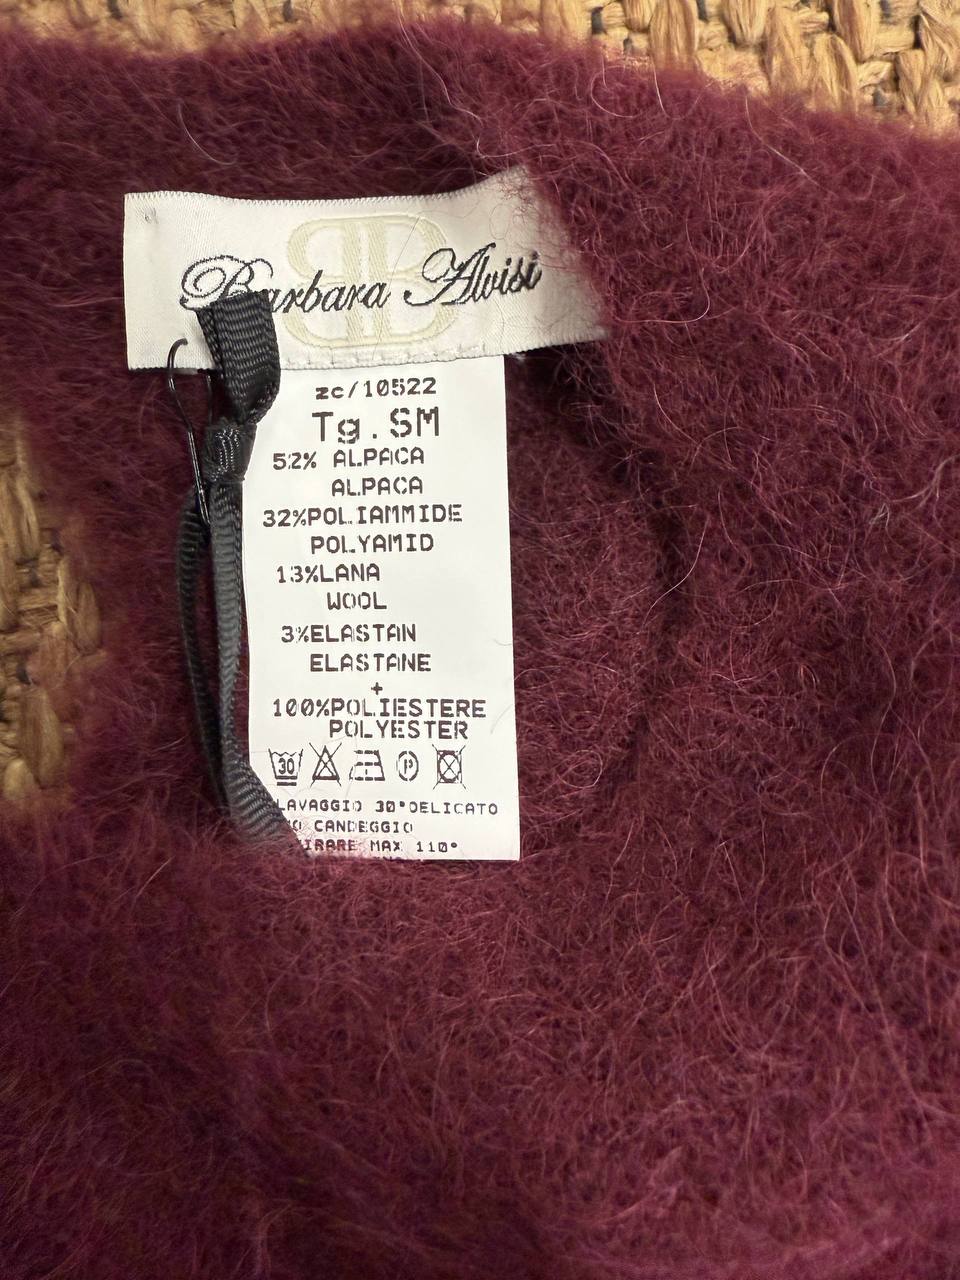 Barbara Alvisi
zc/10522
Tg.SM
52% ALPACA
ALPACA
32%POLIAMMIDE
POLYAMID
13%LANA
WOOL
3%ELASTAN
ELASTANE
+
100%POLIESTERE
POLYESTER
30 P
LAVAGGIO 30°DELICATO
CANDEGGIO
MAX 110°